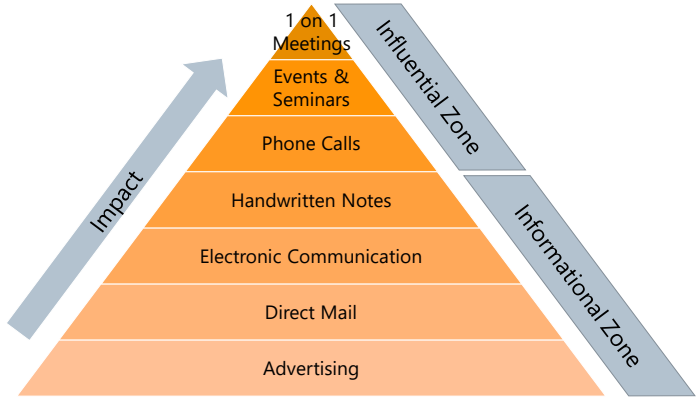 1 on 1
Meetings
Events &
Seminars
Phone Calls
Handwritten Notes
Electronic Communication
Direct Mail
Advertising
Impact
Influential Zone
Informational Zone